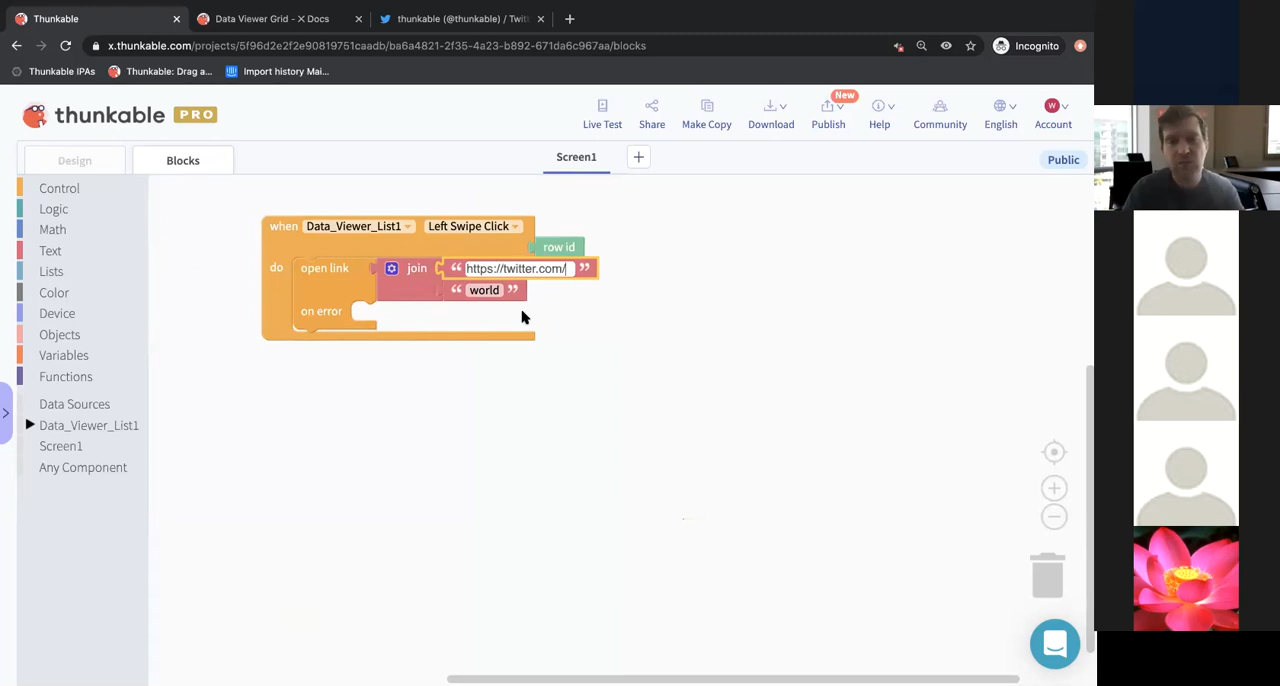 Thunkable
Data Viewer Grid - X Docs
thunkable (@thunkable) / Twit
x.thunkable.com/projects/5f96d2e2f2e90819751caadb/ba6a4821-2f35-4a23-b892-671da6c967aa/blocks
Incognito
Thunkable IPAs
Thunkable: Drag a...
Import history Mai...
thunkable PRO
New
Live Test
Share
Make Copy
Download
Publish
Help
Community
English
W
Account
Design
Blocks
Screen1
Public
Control
Logic
Math
Text
Lists
Color
Device
Objects
Variables
Functions
Data Sources
Data_Viewer_List1
Screen1
Any Component
when Data_Viewer_List1 Left Swipe Click
row id
do open link join “ https://twitter.com/ ”
“ world ”
on error